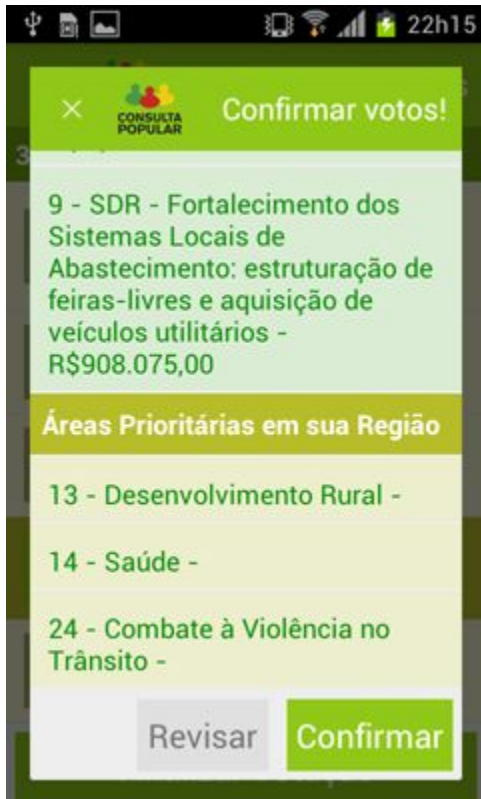 22h15
CONSULTA
POPULAR
Confirmar votos!
9 - SDR - Fortalecimento dos
Sistemas Locais de
Abastecimento: estruturação de
feiras-livres e aquisição de
veículos utilitários -
R$908.075,00
Áreas Prioritárias em sua Região
13 - Desenvolvimento Rural -
14 - Saúde -
24 - Combate à Violência no
Trânsito -
Revisar
Confirmar